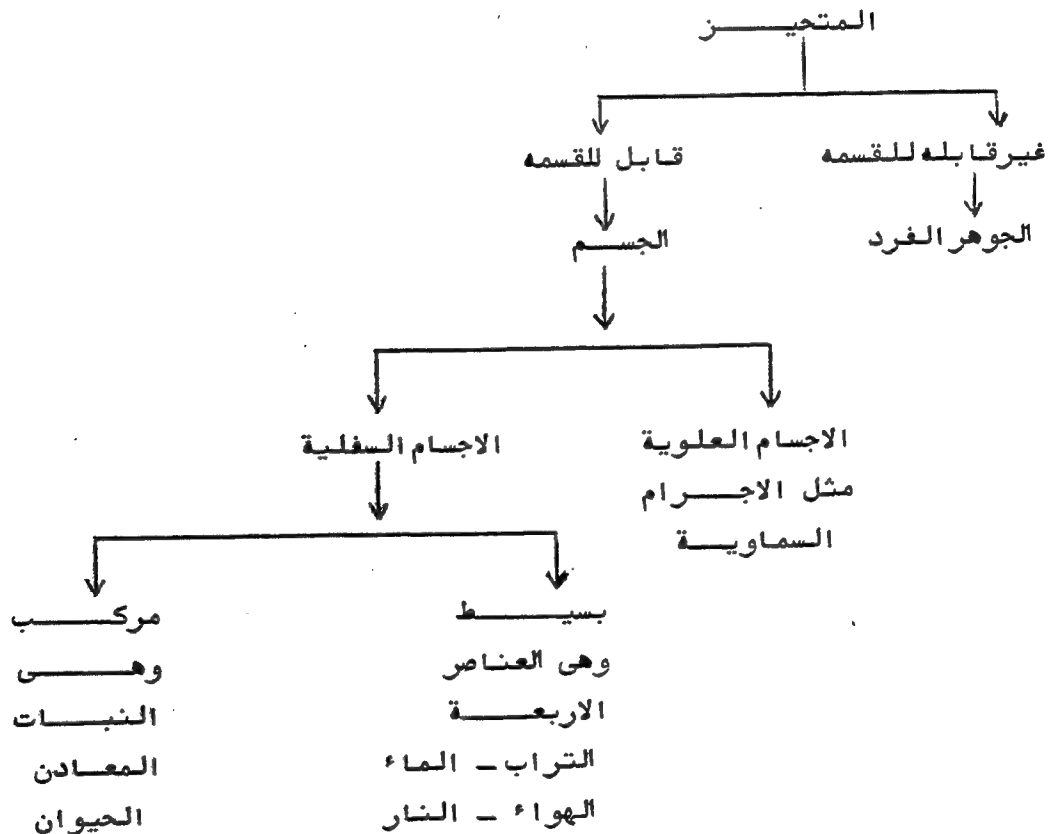 المتحيز
غير قابله للقسمه
قابل للقسمه
الجوهر الفرد
الجسم
الاجسام العلوية
مثل الاجرام
السماوية
الاجسام السفلية
بسيط
وهى العناصر
الاربعة
التراب - الماء
الهواء - النار
مركب
وهى
النبات
المعادن
الحيوان